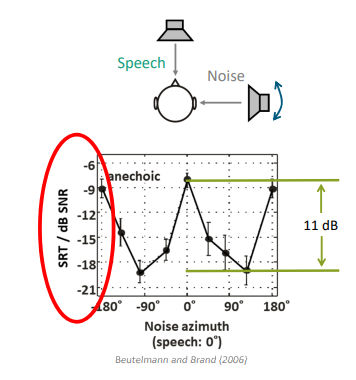 Speech
Noise
SRT / dB SNR
-6
-9
-12
-15
-18
-21
anechoic
11 dB
-180° -90° 0° 90° 180°
Noise azimuth
(speech: 0°)
Beutelmann and Brand (2006)